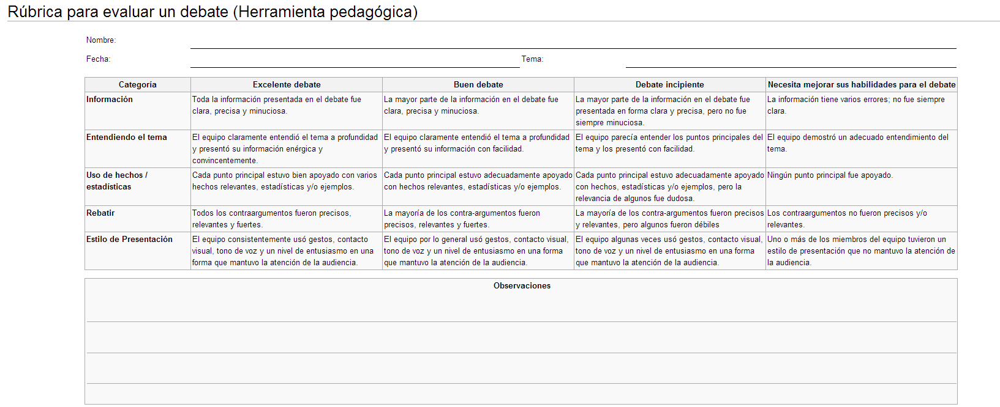 Rúbrica para evaluar un debate (Herramienta pedagógica)
Nombre:
Fecha:
Tema:
Categoría
Excelente debate
Buen debate
Debate incipiente
Necesita mejorar sus habilidades para el debate
Información
Toda la información presentada en el debate fue
clara, precisa y minuciosa.
La mayor parte de la información en el debate fue
clara, precisa y minuciosa.
La mayor parte de la información en el debate fue
presentada en forma clara y precisa, pero no fue
siempre minuciosa.
La información tiene varios errores; no fue siempre
clara.
Entendiendo el tema
El equipo claramente entendió el tema a profundidad
y presentó su información enérgica y
convincentemente.
El equipo claramente entendió el tema a profundidad
y presentó su información con facilidad.
El equipo parecía entender los puntos principales del
tema y los presentó con facilidad.
El equipo demostró un adecuado entendimiento del
tema.
Uso de hechos /
estadísticas
Cada punto principal estuvo bien apoyado con varios
hechos relevantes, estadísticas y/o ejemplos.
Cada punto principal estuvo adecuadamente apoyado
con hechos relevantes, estadísticas y/o ejemplos.
Cada punto principal estuvo adecuadamente apoyado
con hechos, estadísticas y/o ejemplos, pero la
relevancia de algunos fue dudosa.
Ningún punto principal fue apoyado.
Rebatir
Todos los contraargumentos fueron precisos,
relevantes y fuertes.
La mayoría de los contra-argumentos fueron
precisos, relevantes y fuertes.
La mayoría de los contra-argumentos fueron precisos
y relevantes, pero algunos fueron débiles
Los contraargumentos no fueron precisos y/o
relevantes.
Estilo de Presentación
El equipo consistentemente usó gestos, contacto
visual, tono de voz y un nivel de entusiasmo en una
forma que mantuvo la atención de la audiencia.
El equipo por lo general usó gestos, contacto visual,
tono de voz y un nivel de entusiasmo en una forma
que mantuvo la atención de la audiencia.
El equipo algunas veces usó gestos, contacto visual,
tono de voz y un nivel de entusiasmo en una forma
que mantuvo la atención de la audiencia.
Uno o más de los miembros del equipo tuvieron un
estilo de presentación que no mantuvo la atención de
la audiencia.
Observaciones